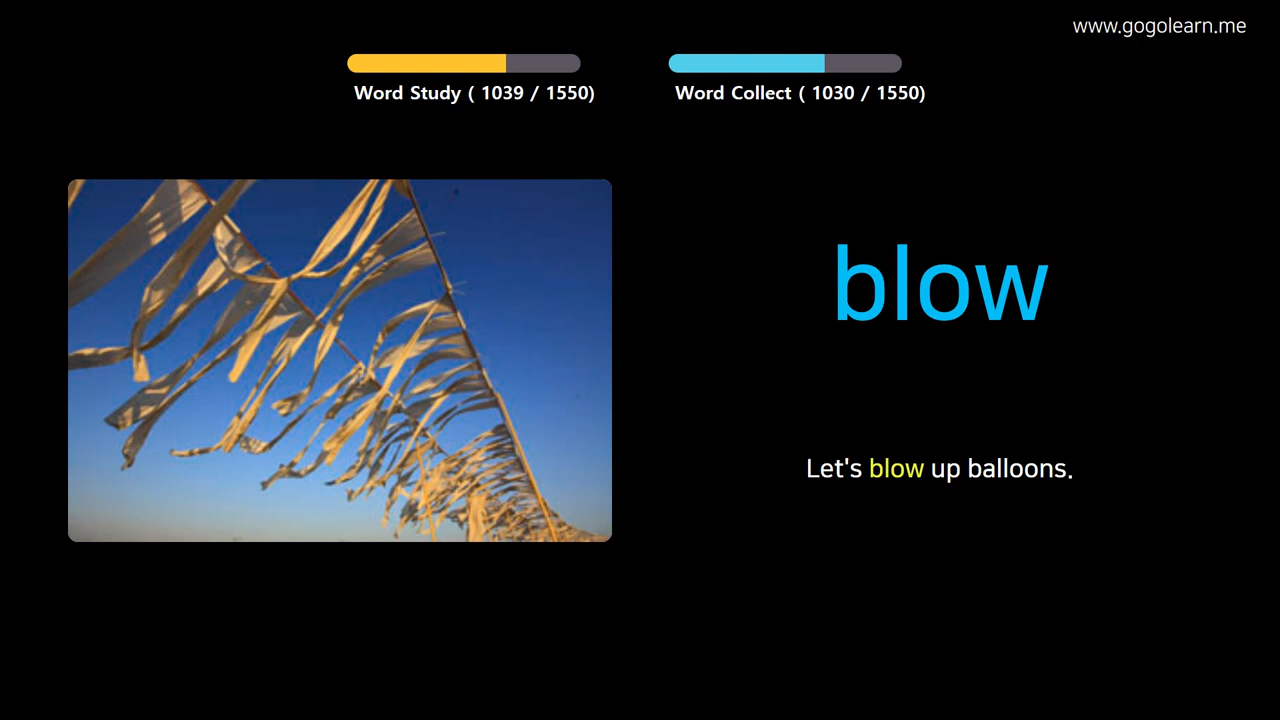 www.gogolearn.me
Word Study ( 1039 / 1550)
Word Collect ( 1030 / 1550)
blow
Let's blow up balloons.